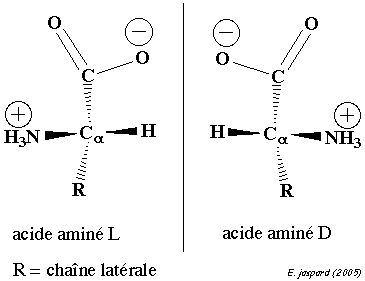 O
−
O
C
+
H3N
Cα
H
R
acide aminé L
O
−
O
C
H
Cα
+
NH3
R
acide aminé D
R = chaîne latérale
E. jaspard (2005)